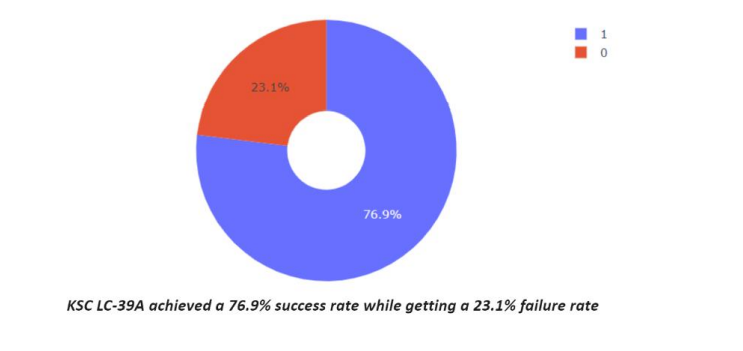 1
0
23.1%
76.9%
KSC LC-39A achieved a 76.9% success rate while getting a 23.1% failure rate